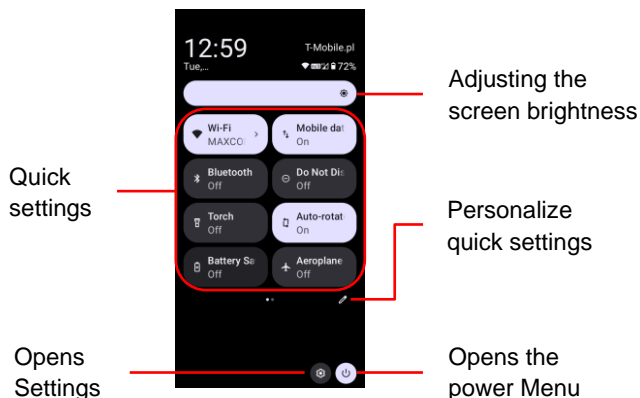 12:59
T-Mobile.pl
Tue,...
72%
Adjusting the
screen brightness
Wi-Fi
MAXCO
Mobile dat
On
Bluetooth
Off
Do Not Dis
Off
Quick
settings
Torch
Off
Auto-rotat
On
Personalize
quick settings
Battery Sa
Off
Aeroplane
Off
Opens
Settings
Opens the
power Menu